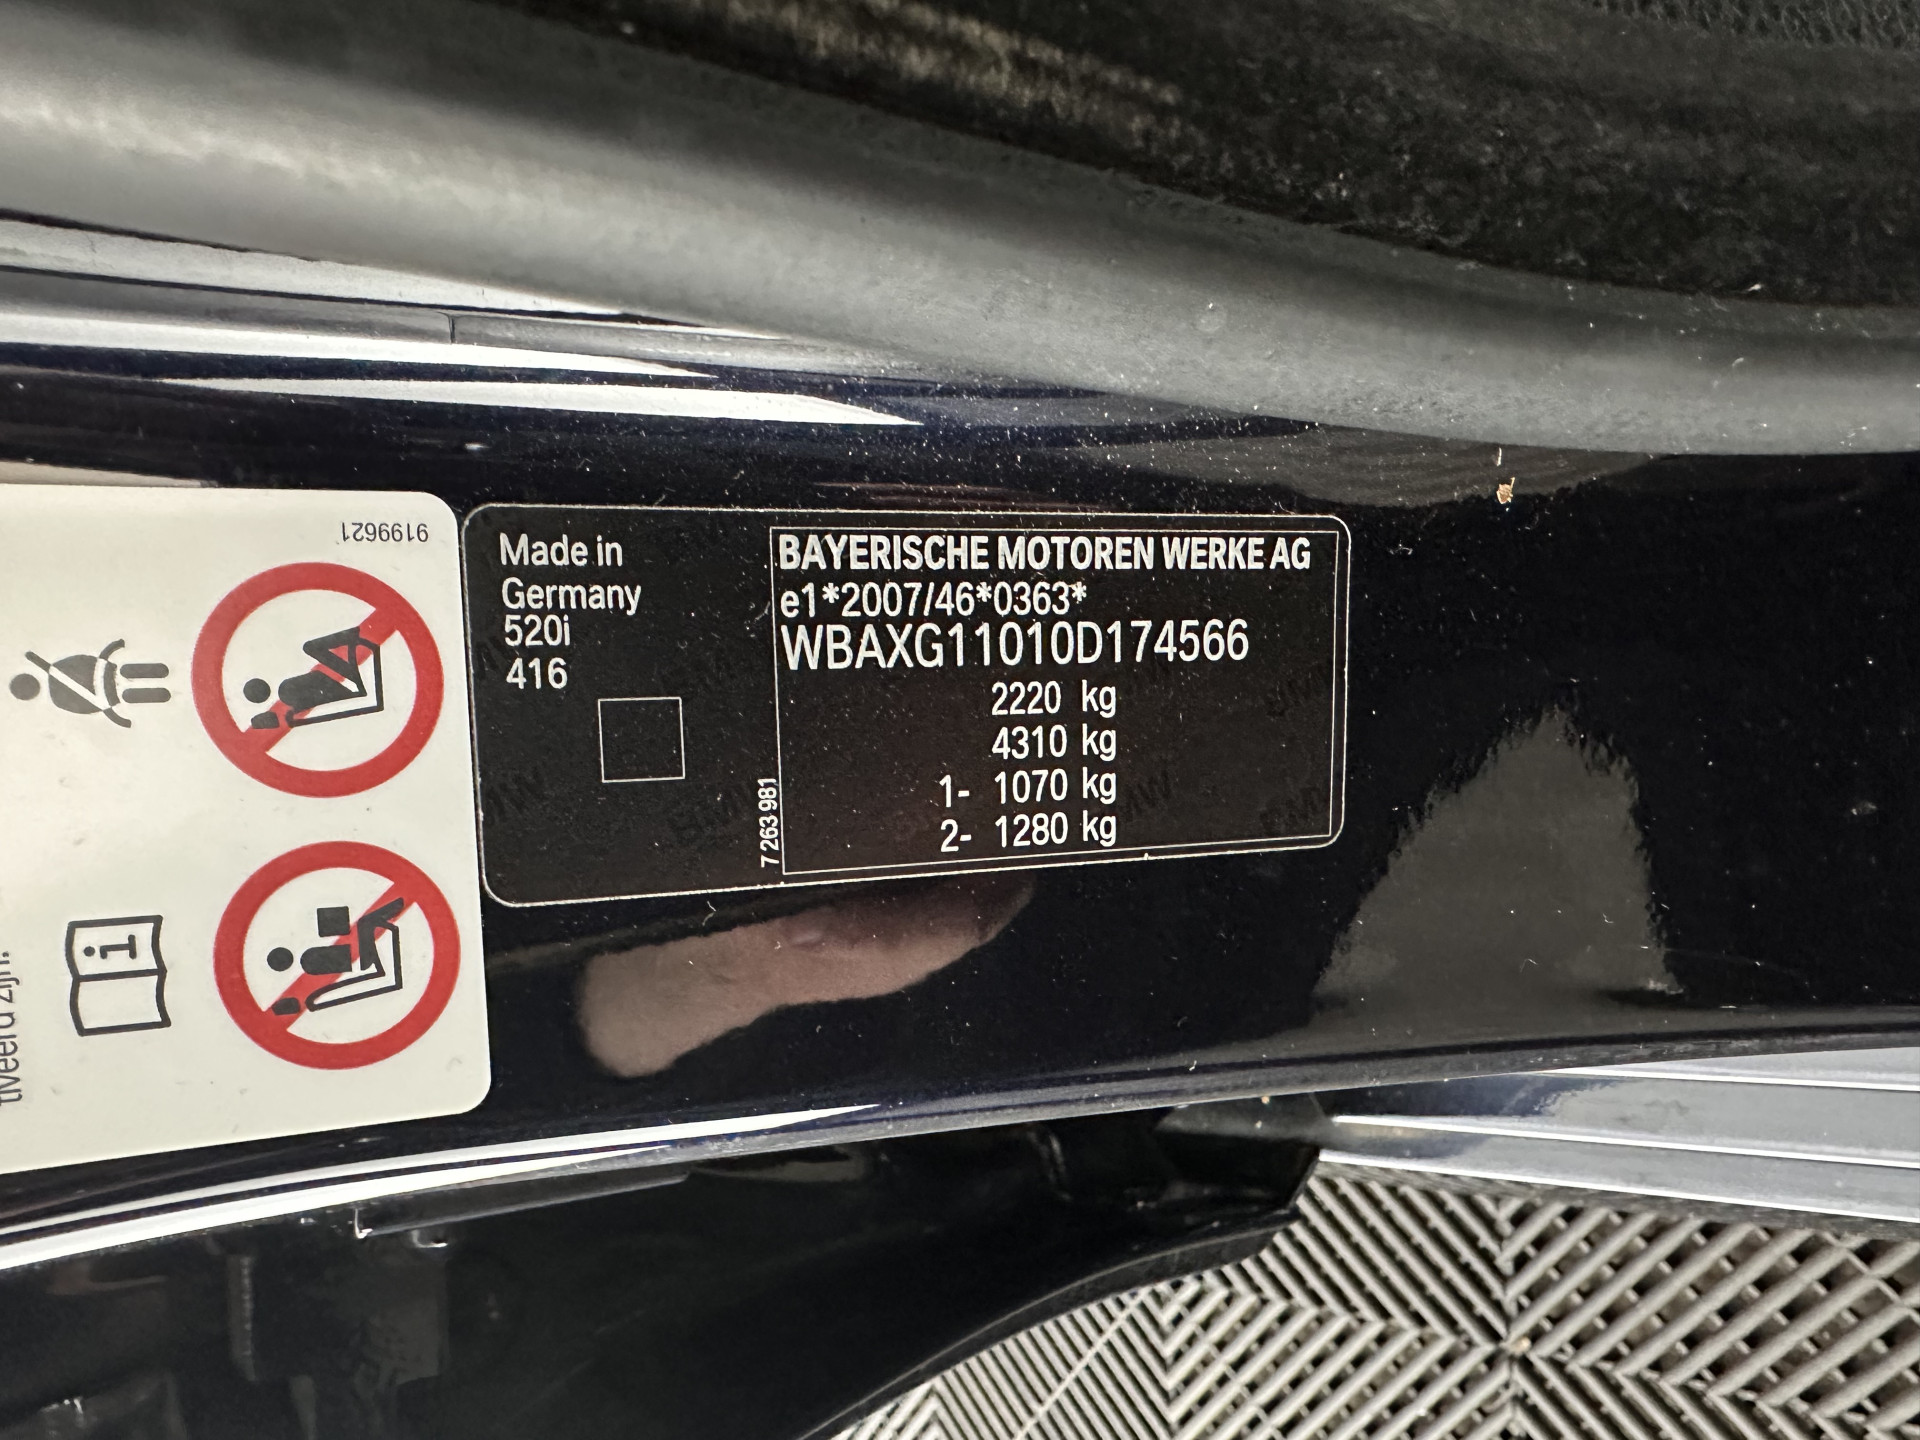 9199621
Made in
Germany
520i
416
7 263 981
BAYERISCHE MOTOREN WERKE AG
e1*2007/46*0363*
WBAXG11010D174566
2220 kg
4310 kg
1- 1070 kg
2- 1280 kg
i
zijn.